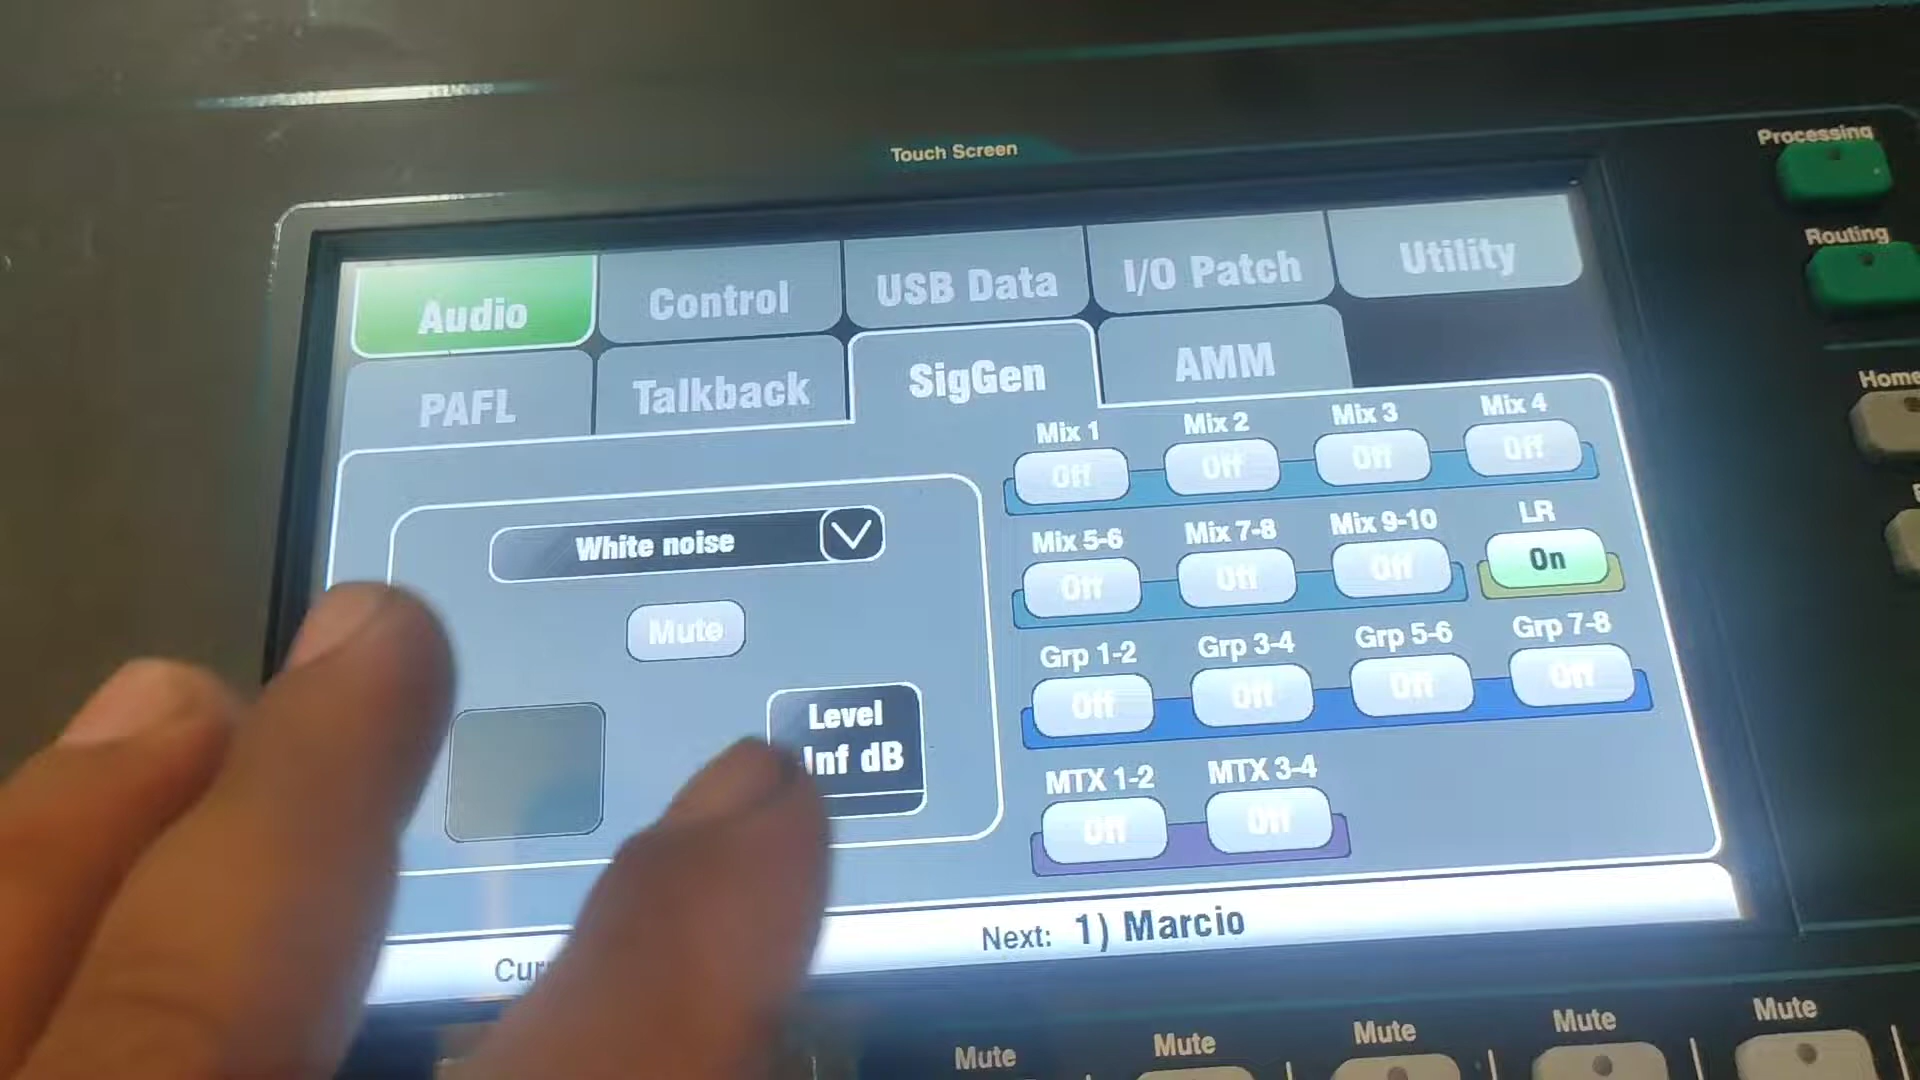 Touch Screen
Processing
Routing
Home
Audio
Control
USB Data
I/O Patch
Utility
PAFL
Talkback
SigGen
AMM
White noise
Mute
Level
Inf dB
Mix 1
Mix 2
Mix 3
Mix 4
Off
Off
Off
Off
Mix 5-6
Mix 7-8
Mix 9-10
LR
Off
Off
Off
On
Grp 1-2
Grp 3-4
Grp 5-6
Grp 7-8
Off
Off
Off
Off
MTX 1-2
MTX 3-4
Off
Off
Next: 1) Marcio
Mute
Mute
Mute
Mute
Mute